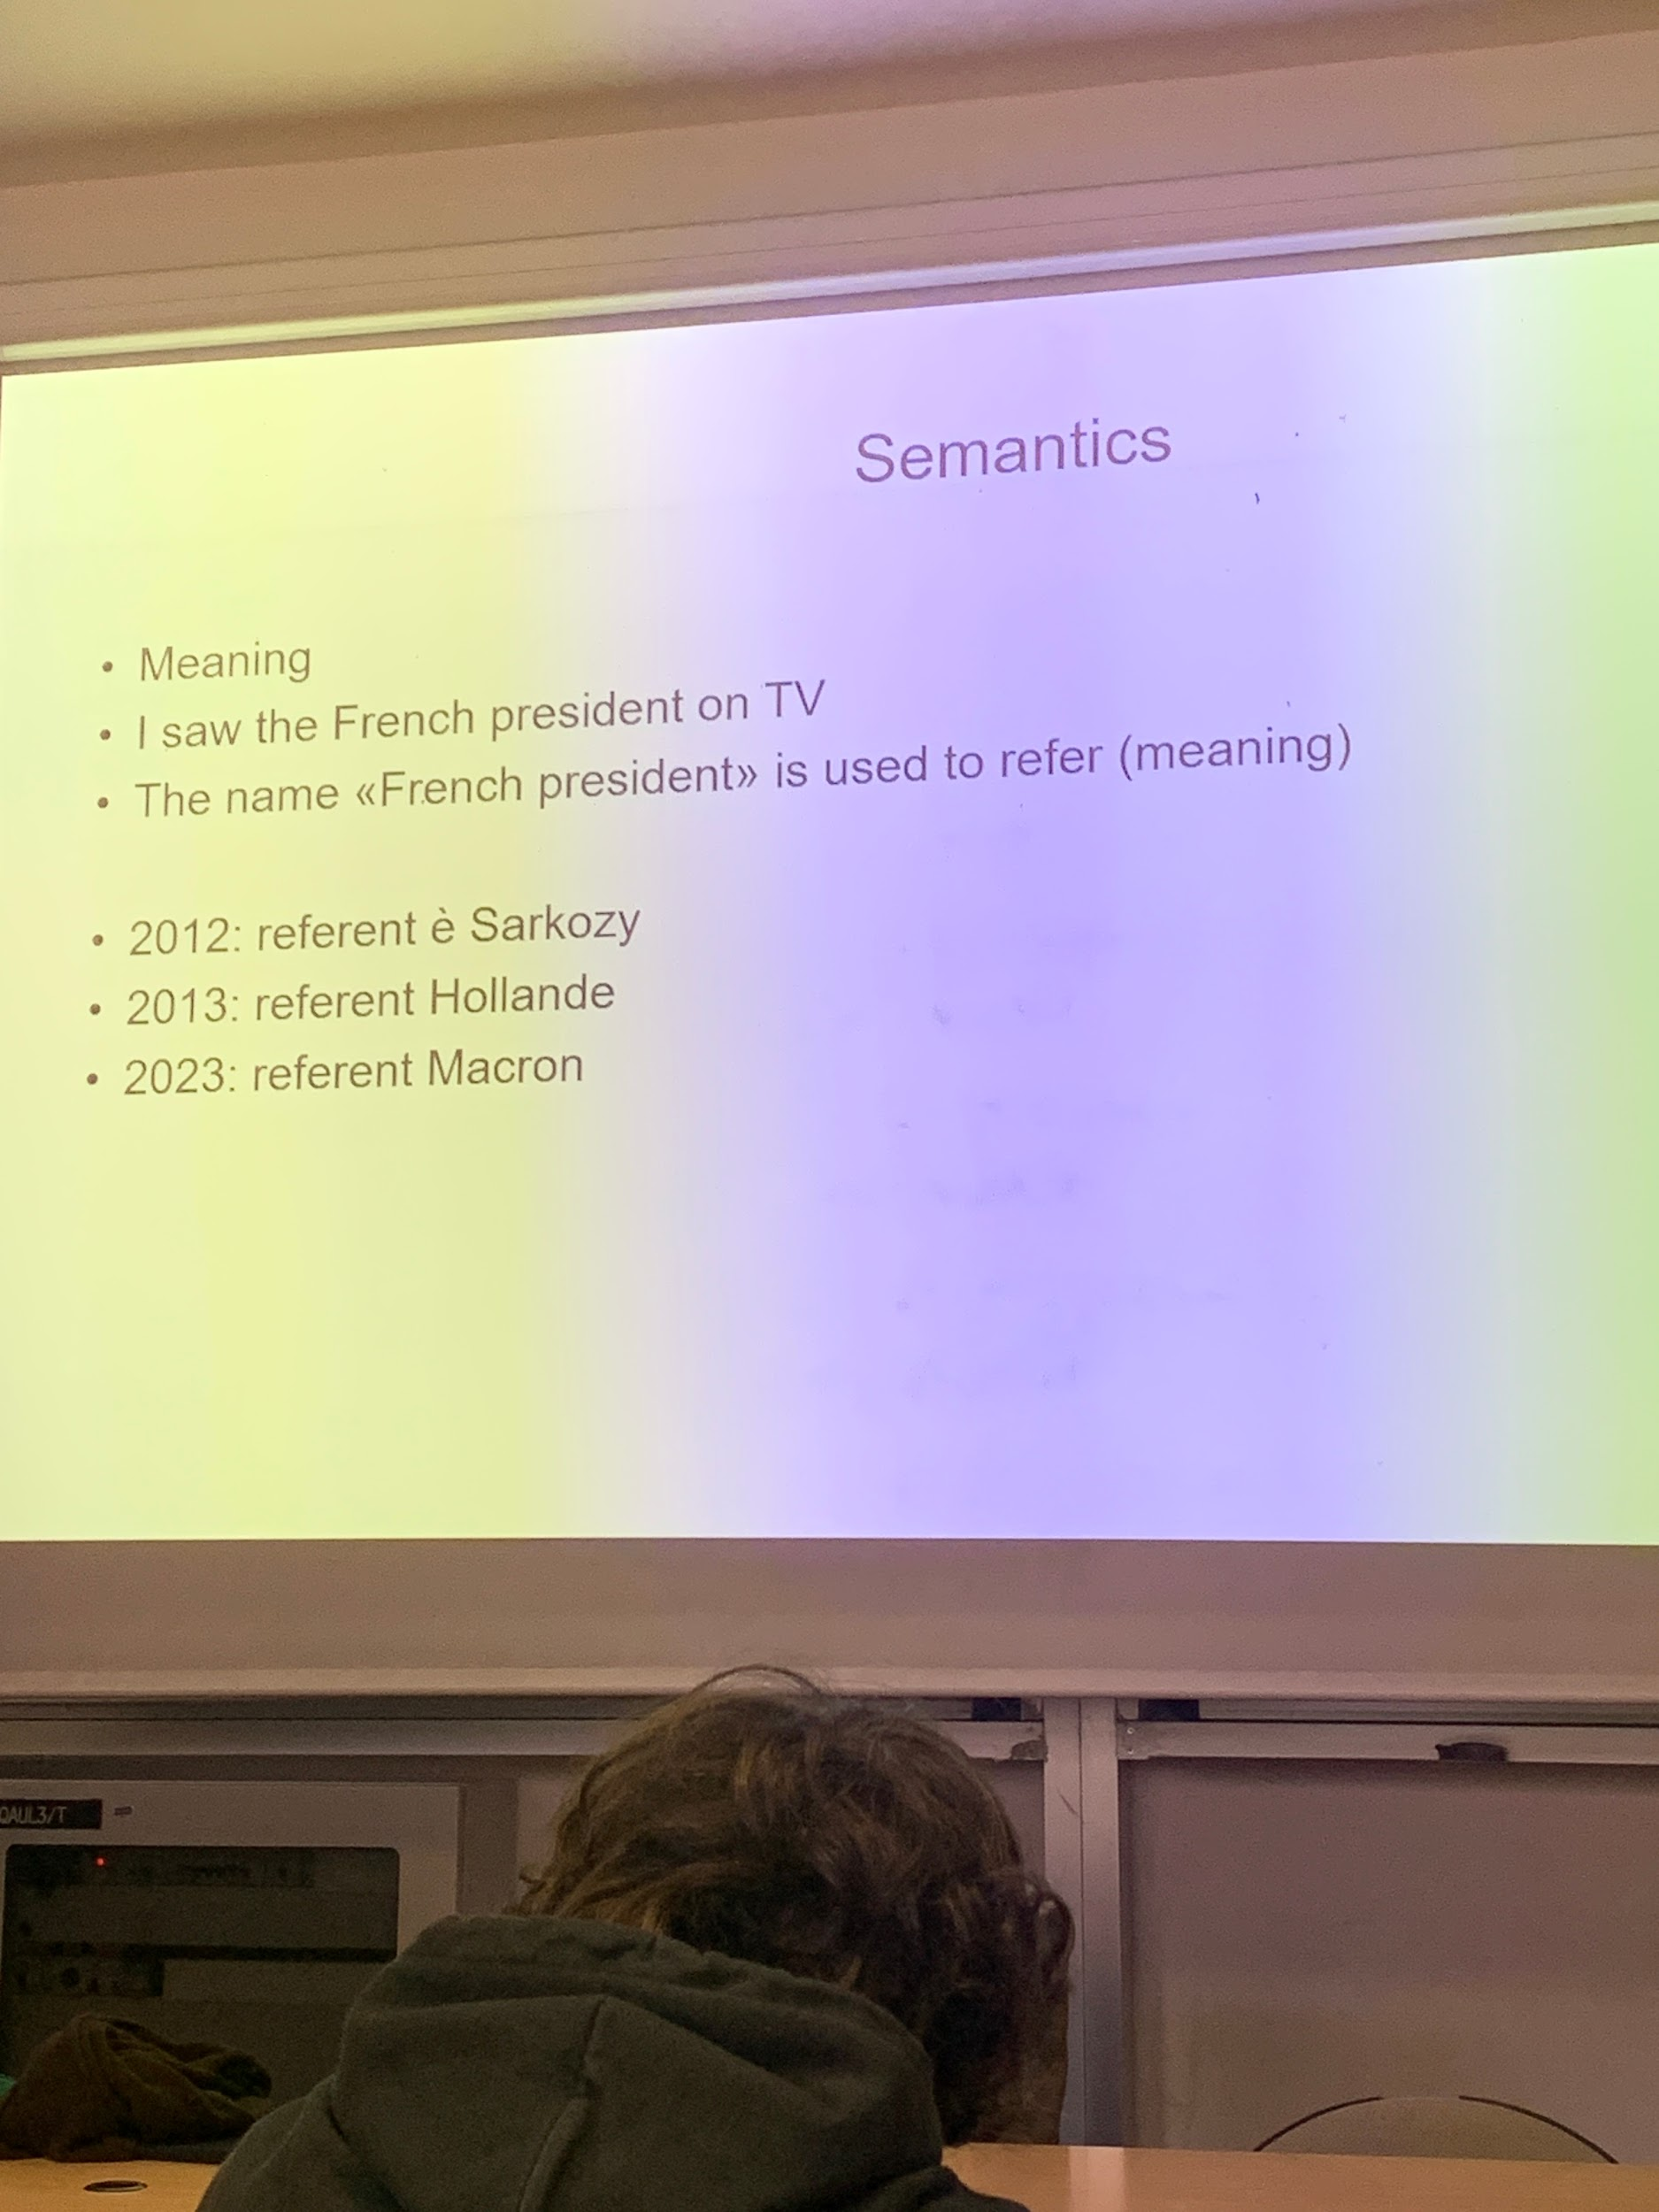 Semantics
• Meaning
• I saw the French president on TV
• The name «French president» is used to refer (meaning)
• 2012: referent è Sarkozy
• 2013: referent Hollande
• 2023: referent Macron
QAUL3/T